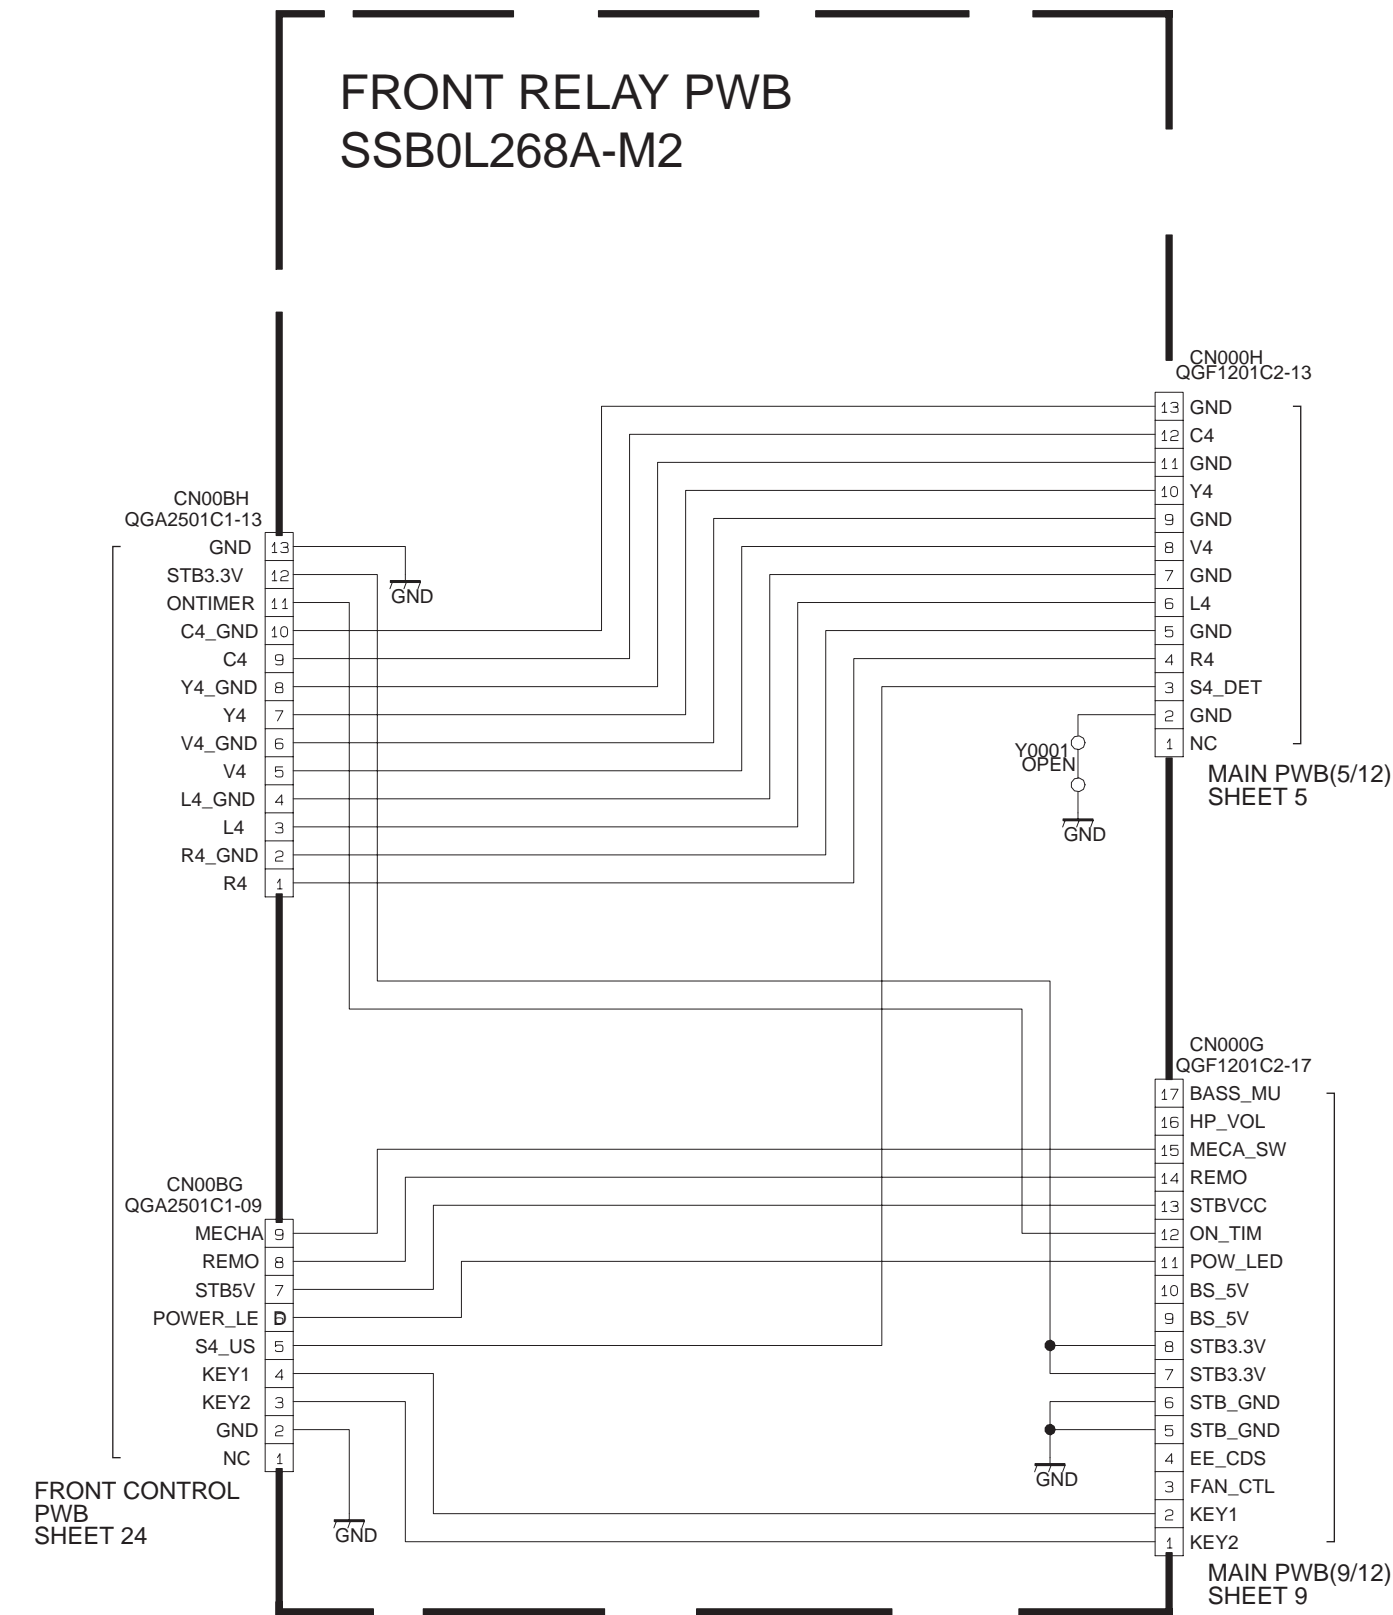 FRONT RELAY PWB
SSB0L268A-M2
CN000H
QGF1201C2-13
13 GND
12 C4
11 GND
10 Y4
9 GND
8 V4
7 GND
6 L4
5 GND
4 R4
3 S4_DET
2 GND
1 NC
MAIN PWB(5/12)
SHEET 5
Y0001
OPEN
GND
CN00BH
QGA2501C1-13
GND 13
STB3.3V 12
ONTIMER 11
C4_GND 10
C4 9
Y4_GND 8
Y4 7
V4_GND 6
V4 5
L4_GND 4
L4 3
R4_GND 2
R4 1
GND
CN000G
QGF1201C2-17
17 BASS_MU
16 HP_VOL
15 MECA_SW
14 REMO
13 STBVCC
12 ON_TIM
11 POW_LED
10 BS_5V
9 BS_5V
8 STB3.3V
7 STB3.3V
6 STB_GND
5 STB_GND
4 EE_CDS
3 FAN_CTL
2 KEY1
1 KEY2
MAIN PWB(9/12)
SHEET 9
GND
CN00BG
QGA2501C1-09
MECHA 9
REMO 8
STB5V 7
POWER_LED 6
S4_US 5
KEY1 4
KEY2 3
GND 2
NC 1
GND
FRONT CONTROL
PWB
SHEET 24